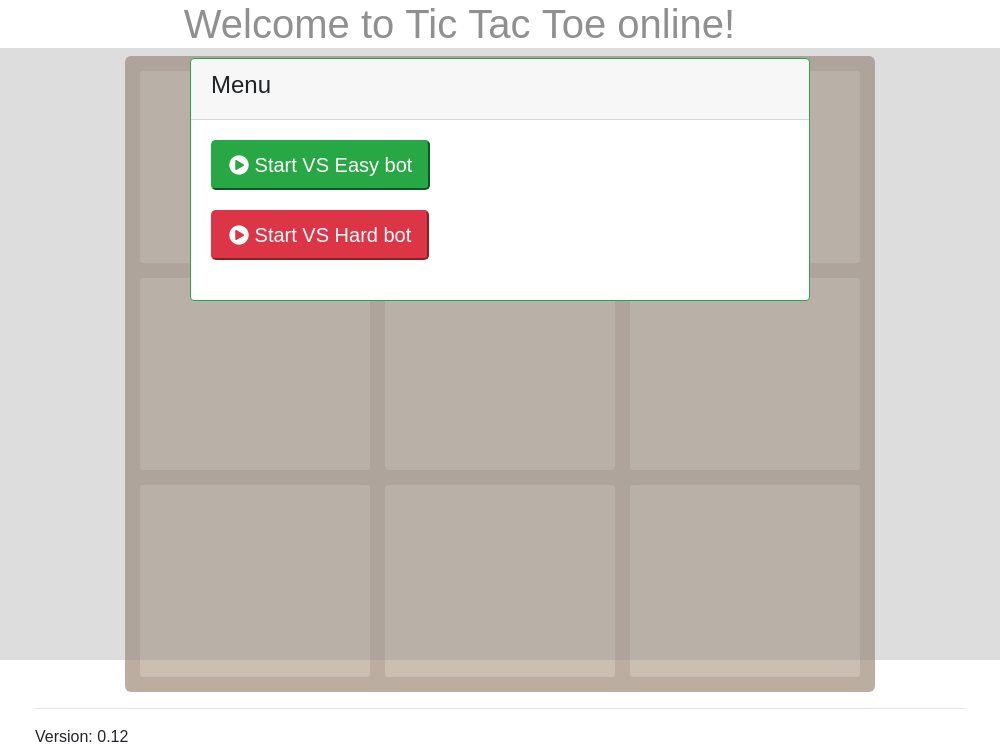 Welcome to Tic Tac Toe online!
Menu
Start VS Easy bot
Start VS Hard bot
Version: 0.12